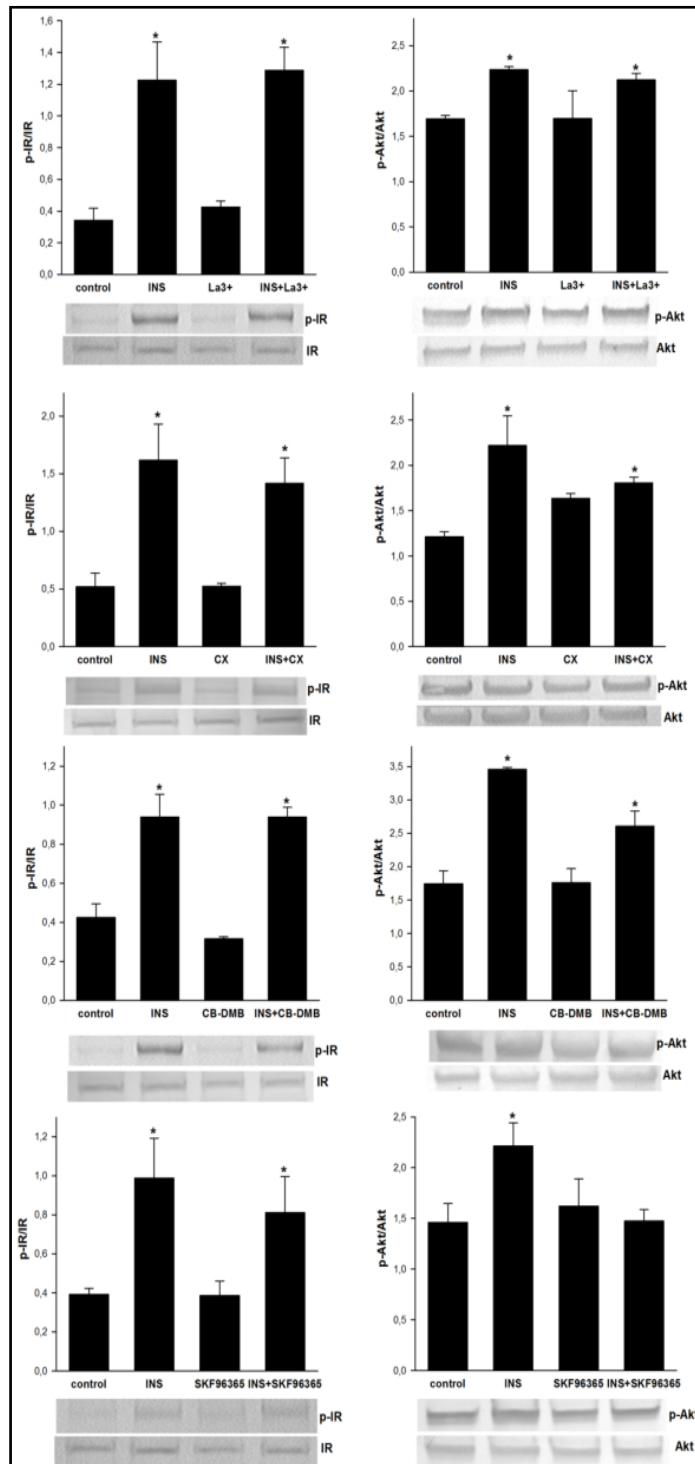 *
*
1,6
1,4
1,2
1,0
0,8
0,6
0,4
0,2
0,0
p-IR/IR
control INS La3+ INS+La3+
p-IR
IR
*
*
2,5
2,0
1,5
1,0
0,5
0,0
p-Akt/Akt
control INS La3+ INS+La3+
p-Akt
Akt
*
*
2,0
1,5
1,0
0,5
0,0
p-IR/IR
control INS CX INS+CX
p-IR
IR
*
*
2,5
2,0
1,5
1,0
0,5
0,0
p-Akt/Akt
control INS CX INS+CX
p-Akt
Akt
*
*
1,2
1,0
0,8
0,6
0,4
0,2
0,0
p-IR/IR
control INS CB-DMB INS+CB-DMB
p-IR
IR
*
*
3,5
3,0
2,5
2,0
1,5
1,0
0,5
0,0
p-Akt/Akt
control INS CB-DMB INS+CB-DMB
p-Akt
Akt
*
*
1,2
1,0
0,8
0,6
0,4
0,2
0,0
p-IR/IR
control INS SKF96365 INS+SKF96365
p-IR
IR
*
2,5
2,0
1,5
1,0
0,5
0,0
p-Akt/Akt
control INS SKF96365 INS+SKF96365
p-Akt
Akt